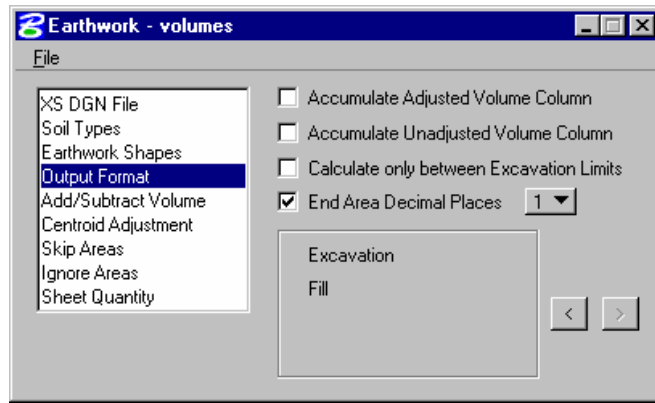 Earthwork - volumes
File
XS DGN File
Soil Types
Earthwork Shapes
Output Format
Add/Subtract Volume
Centroid Adjustment
Skip Areas
Ignore Areas
Sheet Quantity
Accumulate Adjusted Volume Column
Accumulate Unadjusted Volume Column
Calculate only between Excavation Limits
End Area Decimal Places 1
Excavation
Fill
< >